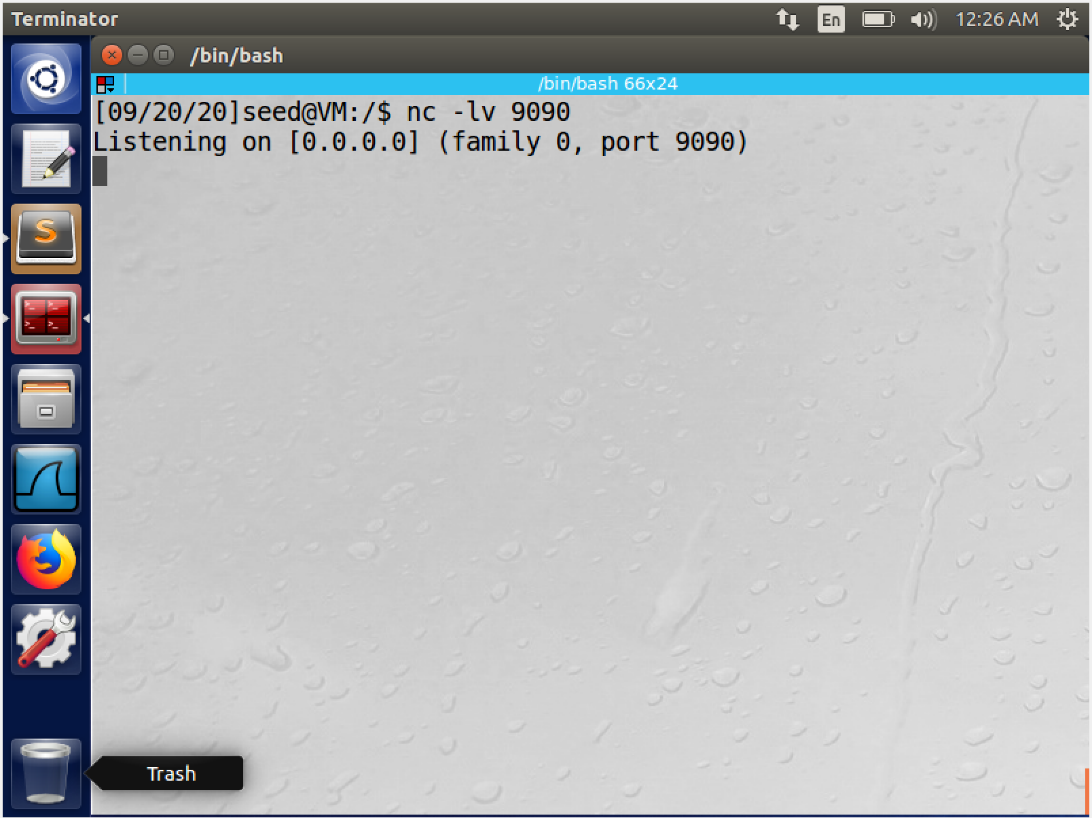 Terminator
En
12:26 AM
/bin/bash
/bin/bash 66x24
[09/20/20]seed@VM:/$ nc -lv 9090
Listening on [0.0.0.0] (family 0, port 9090)
S
Trash